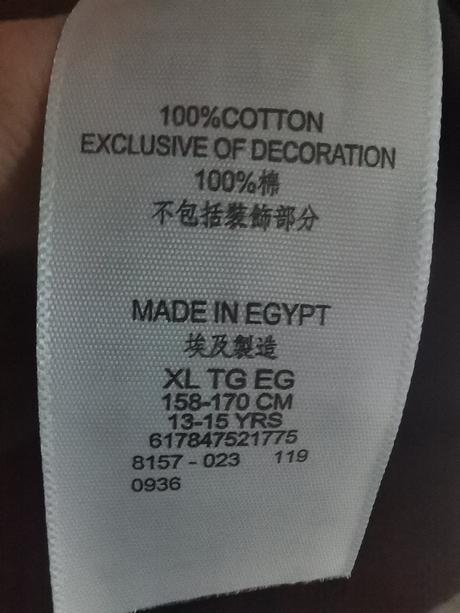 100%COTTON
EXCLUSIVE OF DECORATION
100%棉
不包括裝飾部分
MADE IN EGYPT
埃及製造
XL TG EG
158-170 CM
13-15 YRS
617847521775
8157 - 023 119
0936